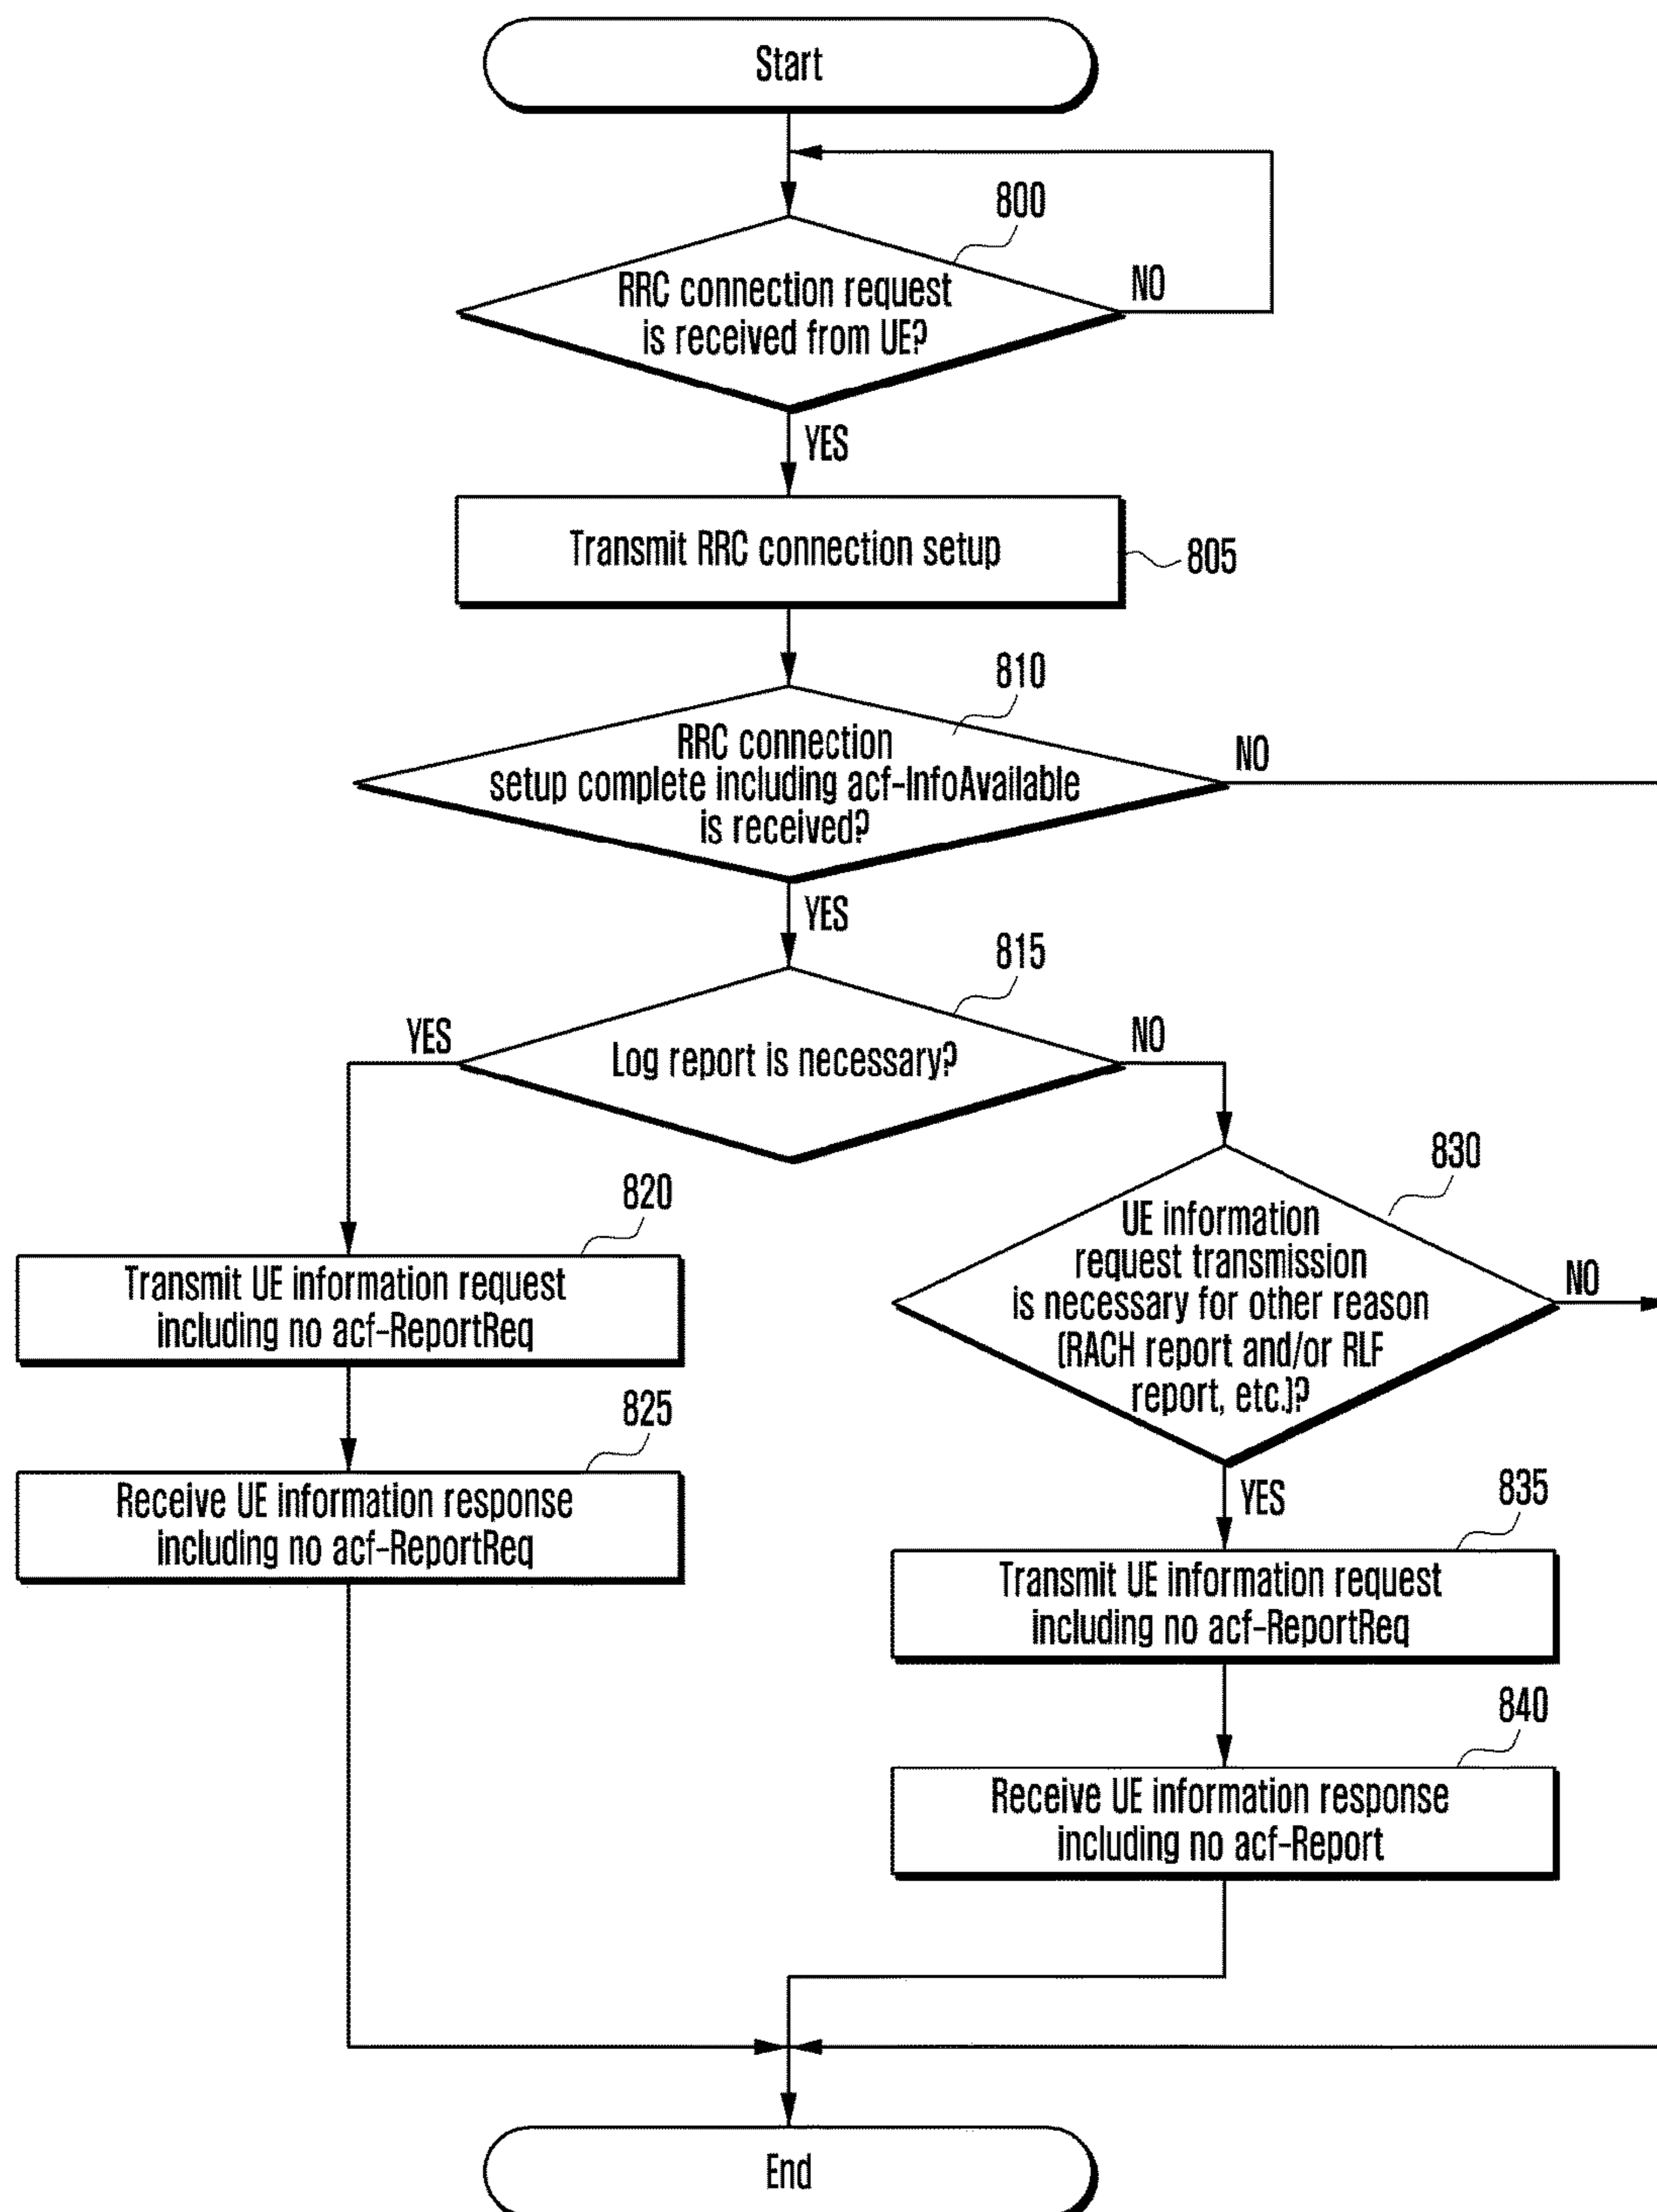 Start
800
RRC connection request
is received from UE?
NO
YES
Transmit RRC connection setup
805
810
RRC connection
setup complete including acf-InfoAvailable
is received?
NO
YES
815
Log report is necessary?
YES
NO
820
Transmit UE information request
including no acf-ReportReq
825
Receive UE information response
including no acf-ReportReq
830
UE information
request transmission
is necessary for other reason
(RACH report and/or RLF
report, etc.)?
NO
YES
835
Transmit UE information request
including no acf-ReportReq
840
Receive UE information response
including no acf-Report
End